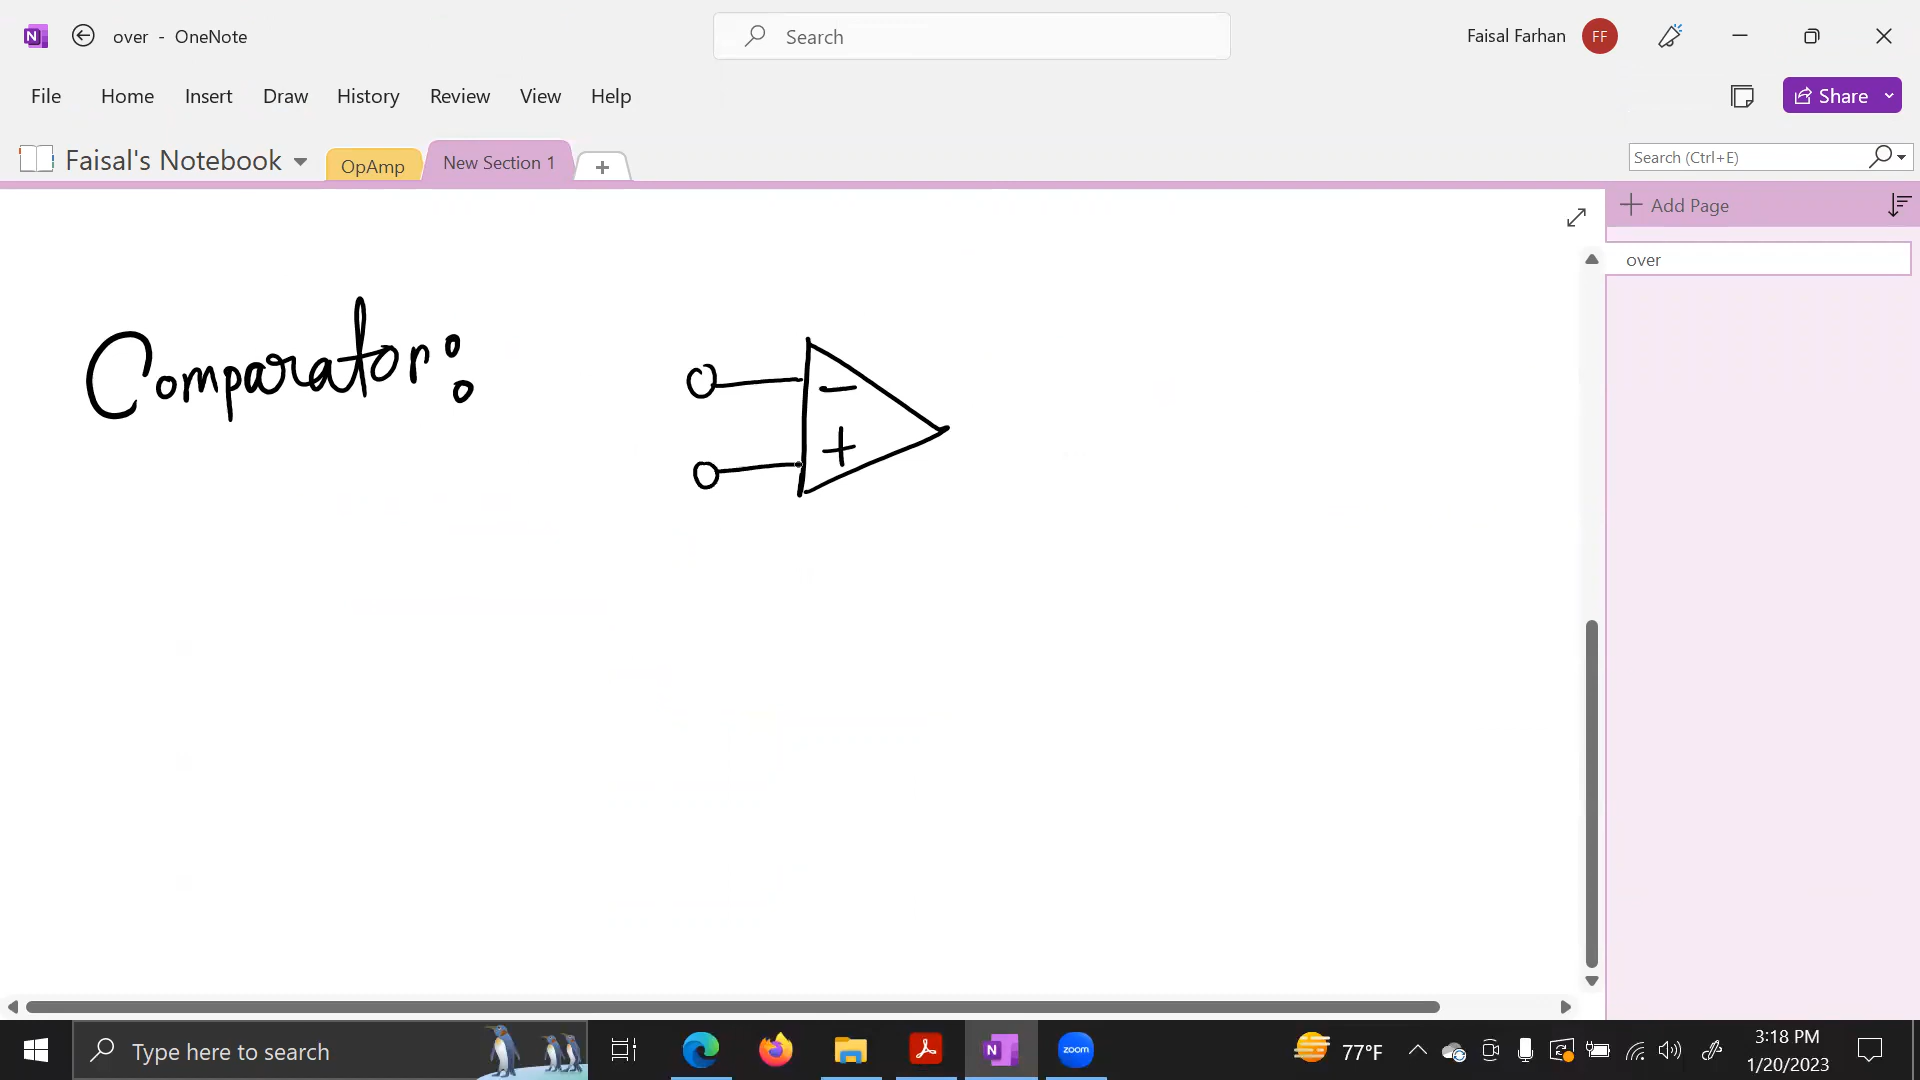 over - OneNote
Search
Faisal Farhan
FF
File Home Insert Draw History Review View Help
Share
Faisal's Notebook
OpAmp
New Section 1
+
Search (Ctrl+E)
Add Page
over
Comparator:
−
+
Type here to search
zoom
77°F
3:18 PM
1/20/2023